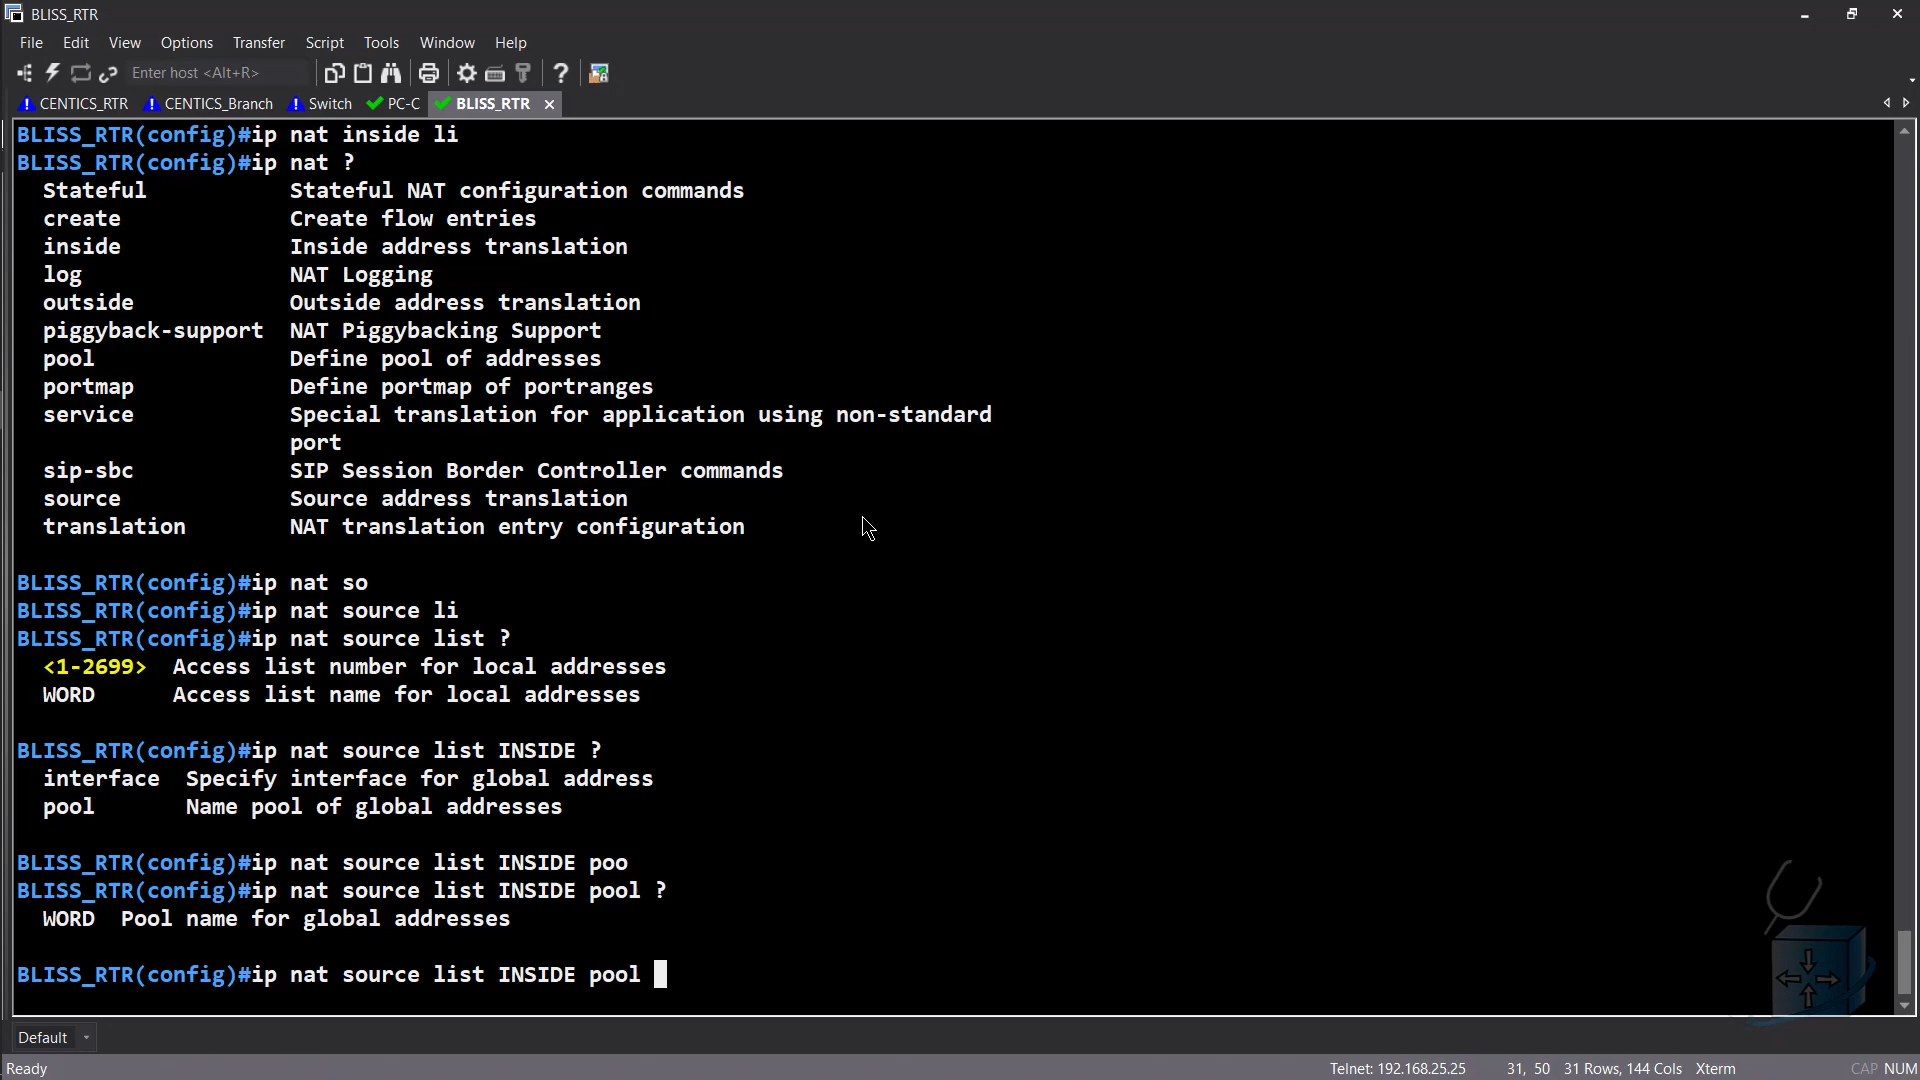 BLISS_RTR
File Edit View Options Transfer Script Tools Window Help
Enter host <Alt+R>
CENTICS_RTR CENTICS_Branch Switch PC-C BLISS_RTR
BLISS_RTR(config)#ip nat inside li
BLISS_RTR(config)#ip nat ?
Stateful Stateful NAT configuration commands
create Create flow entries
inside Inside address translation
log NAT Logging
outside Outside address translation
piggyback-support NAT Piggybacking Support
pool Define pool of addresses
portmap Define portmap of portranges
service Special translation for application using non-standard
port
sip-sbc SIP Session Border Controller commands
source Source address translation
translation NAT translation entry configuration
BLISS_RTR(config)#ip nat so
BLISS_RTR(config)#ip nat source li
BLISS_RTR(config)#ip nat source list ?
<1-2699> Access list number for local addresses
WORD Access list name for local addresses
BLISS_RTR(config)#ip nat source list INSIDE ?
interface Specify interface for global address
pool Name pool of global addresses
BLISS_RTR(config)#ip nat source list INSIDE poo
BLISS_RTR(config)#ip nat source list INSIDE pool ?
WORD Pool name for global addresses
BLISS_RTR(config)#ip nat source list INSIDE pool
Default
Ready Telnet: 192.168.25.25 31, 50 31 Rows, 144 Cols Xterm CAP NUM